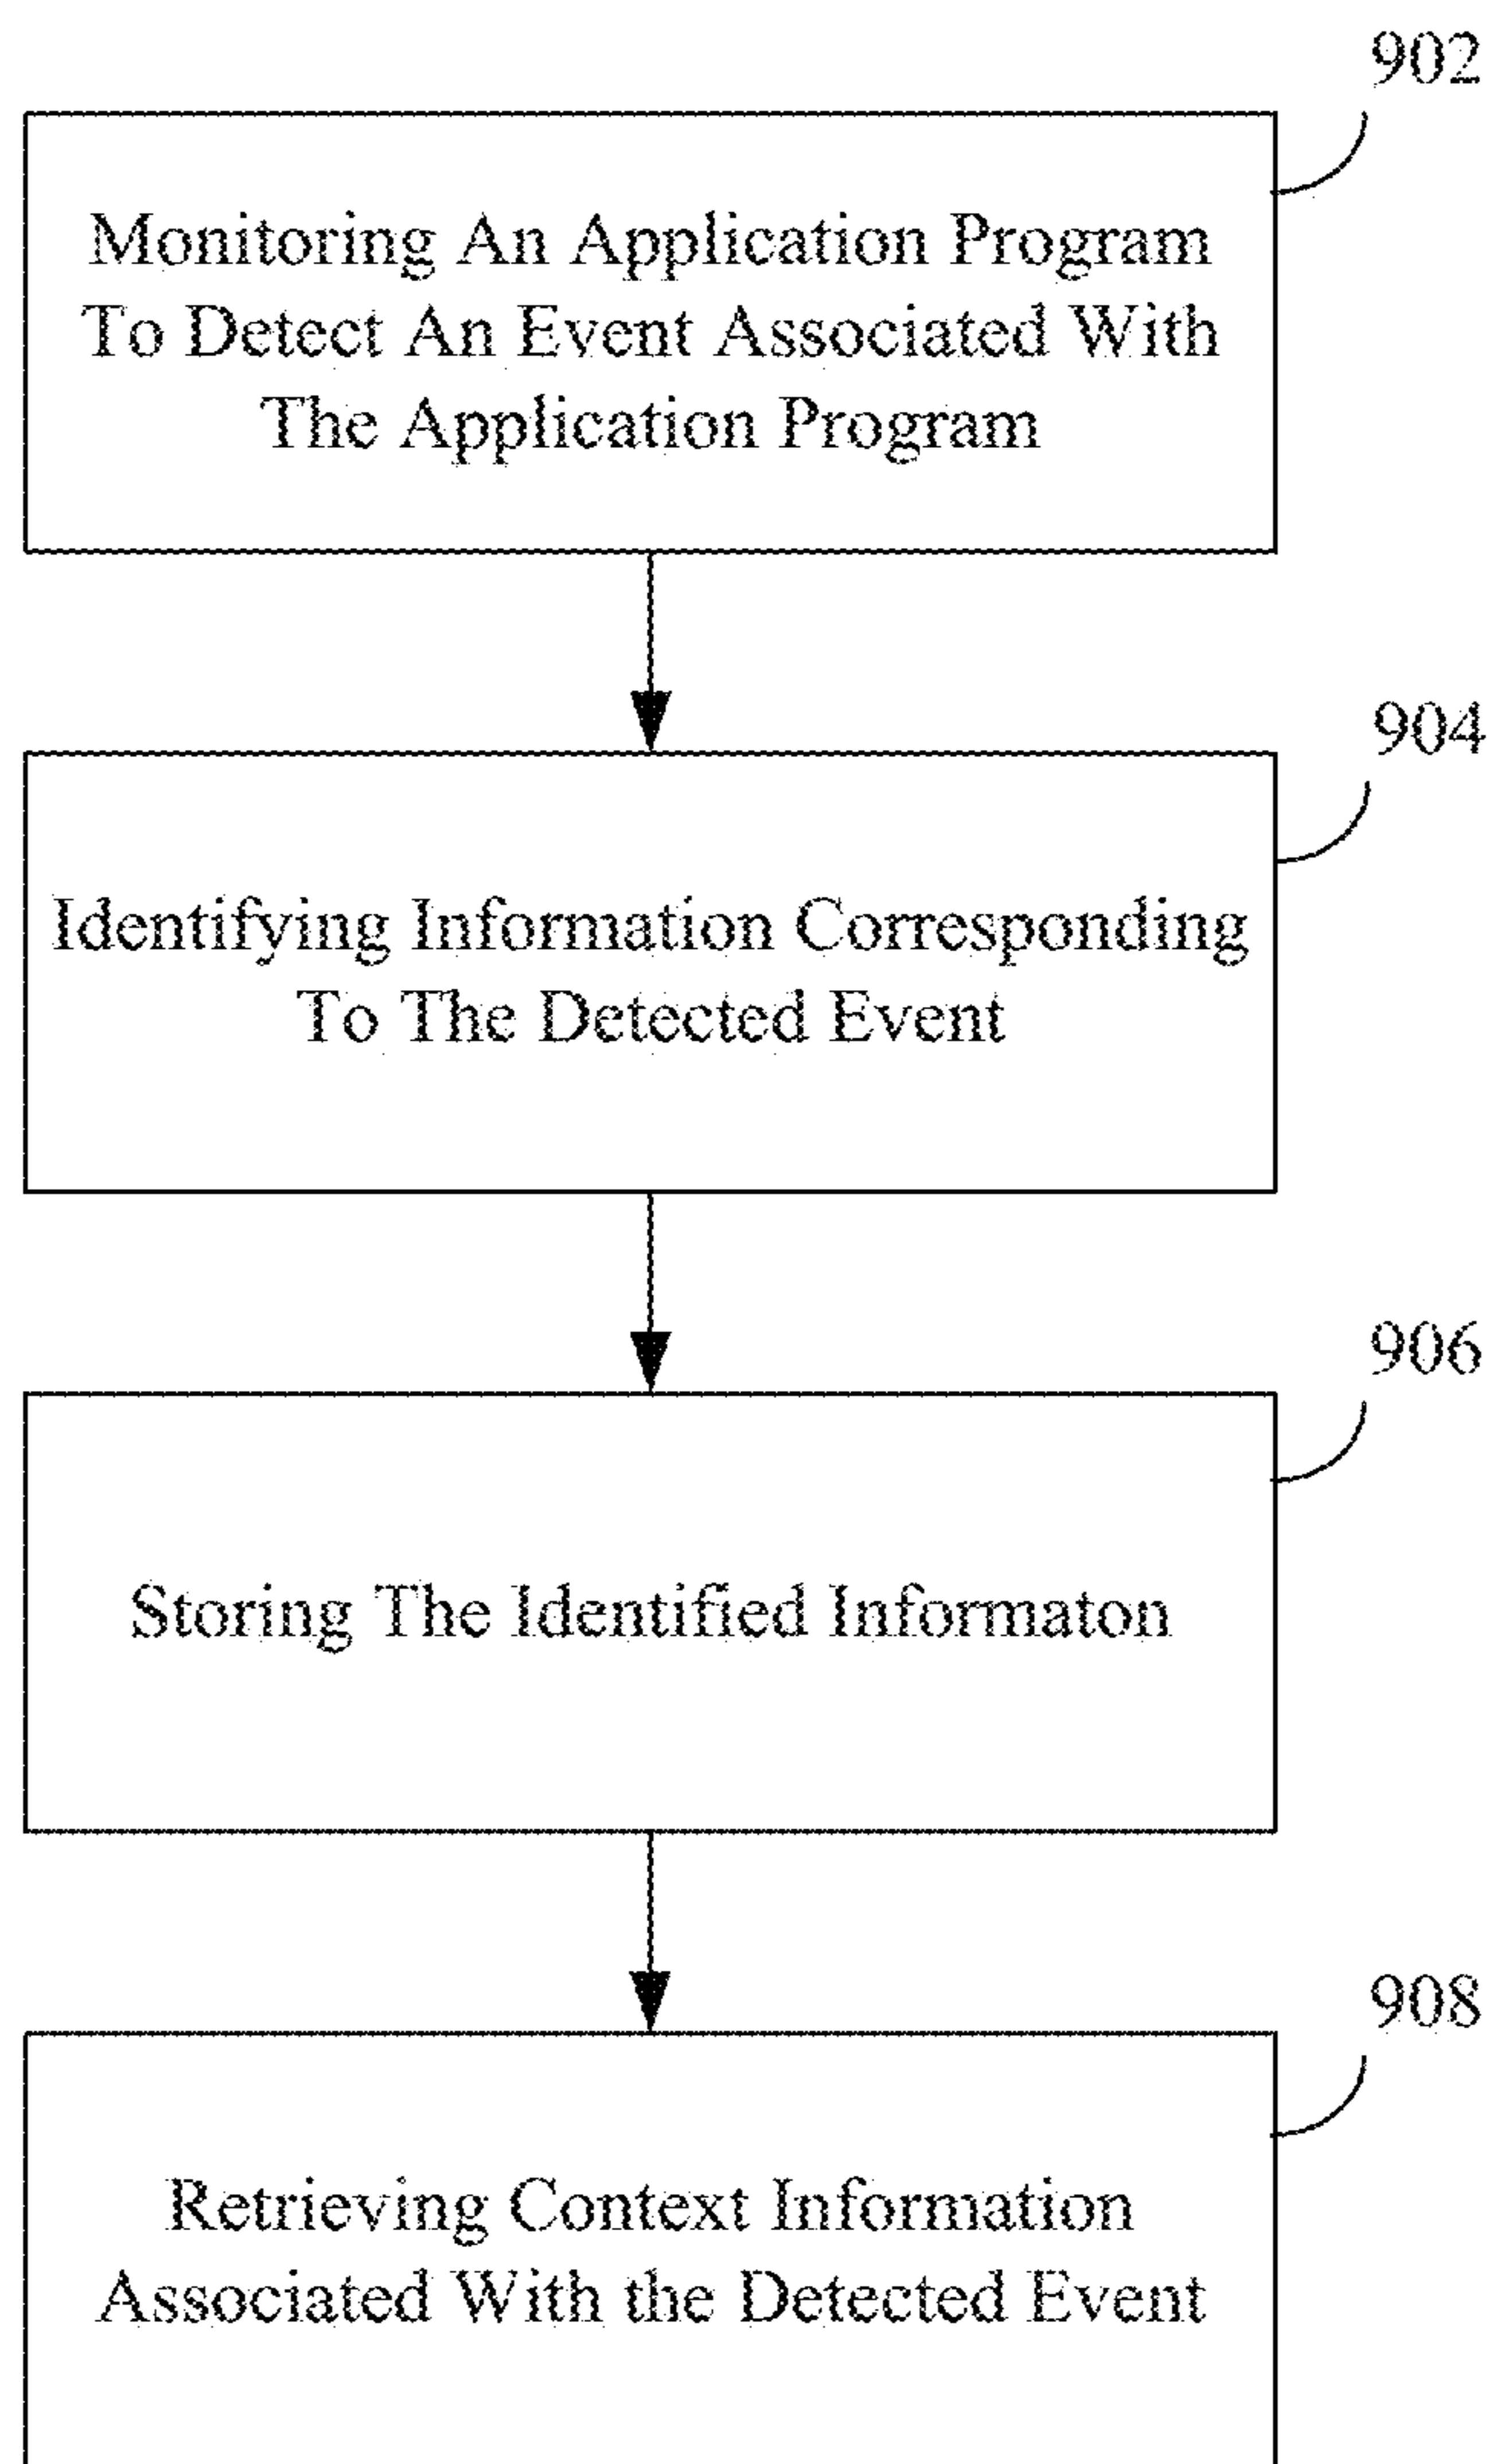 902
Monitoring An Application Program
To Detect An Event Associated With
The Application Program
904
Identifying Information Corresponding
To The Detected Event
906
Storing The Identified Informaton
908
Retrieving Context Information
Associated With the Detected Event